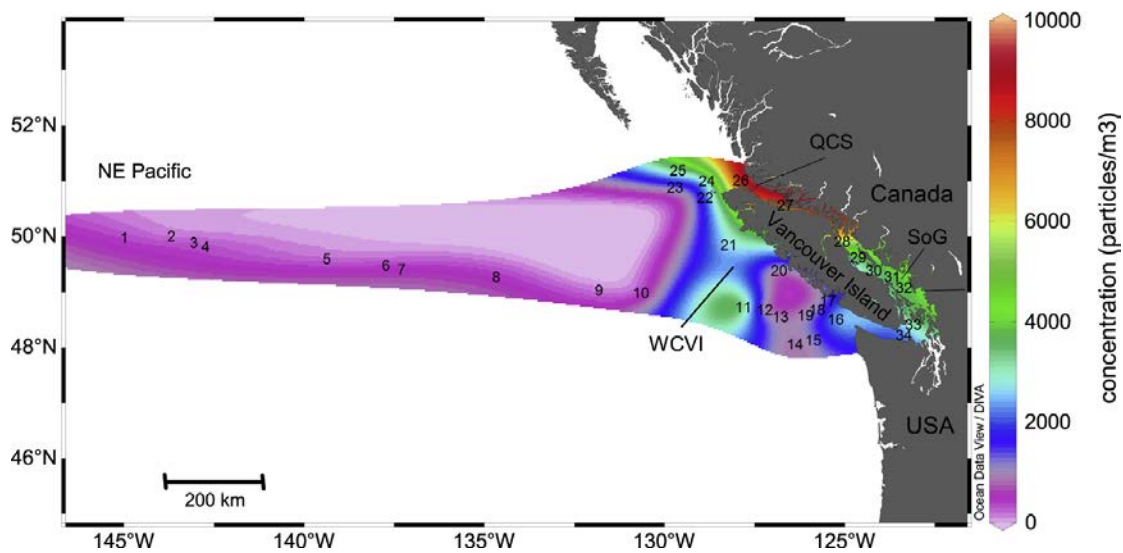 52°N
50°N
48°N
46°N
NE Pacific
QCS
Canada
SoG
Vancouver Island
WCVI
USA
1
2
3
4
5
6
7
8
9
10
11
12
13
14
15
16
17
18
19
20
21
22
23
24
25
26
27
28
29
30
31
32
33
34
200 km
145°W
140°W
135°W
130°W
125°W
Ocean Data View / DIVA
10000
8000
6000
4000
2000
0
concentration (particles/m3)